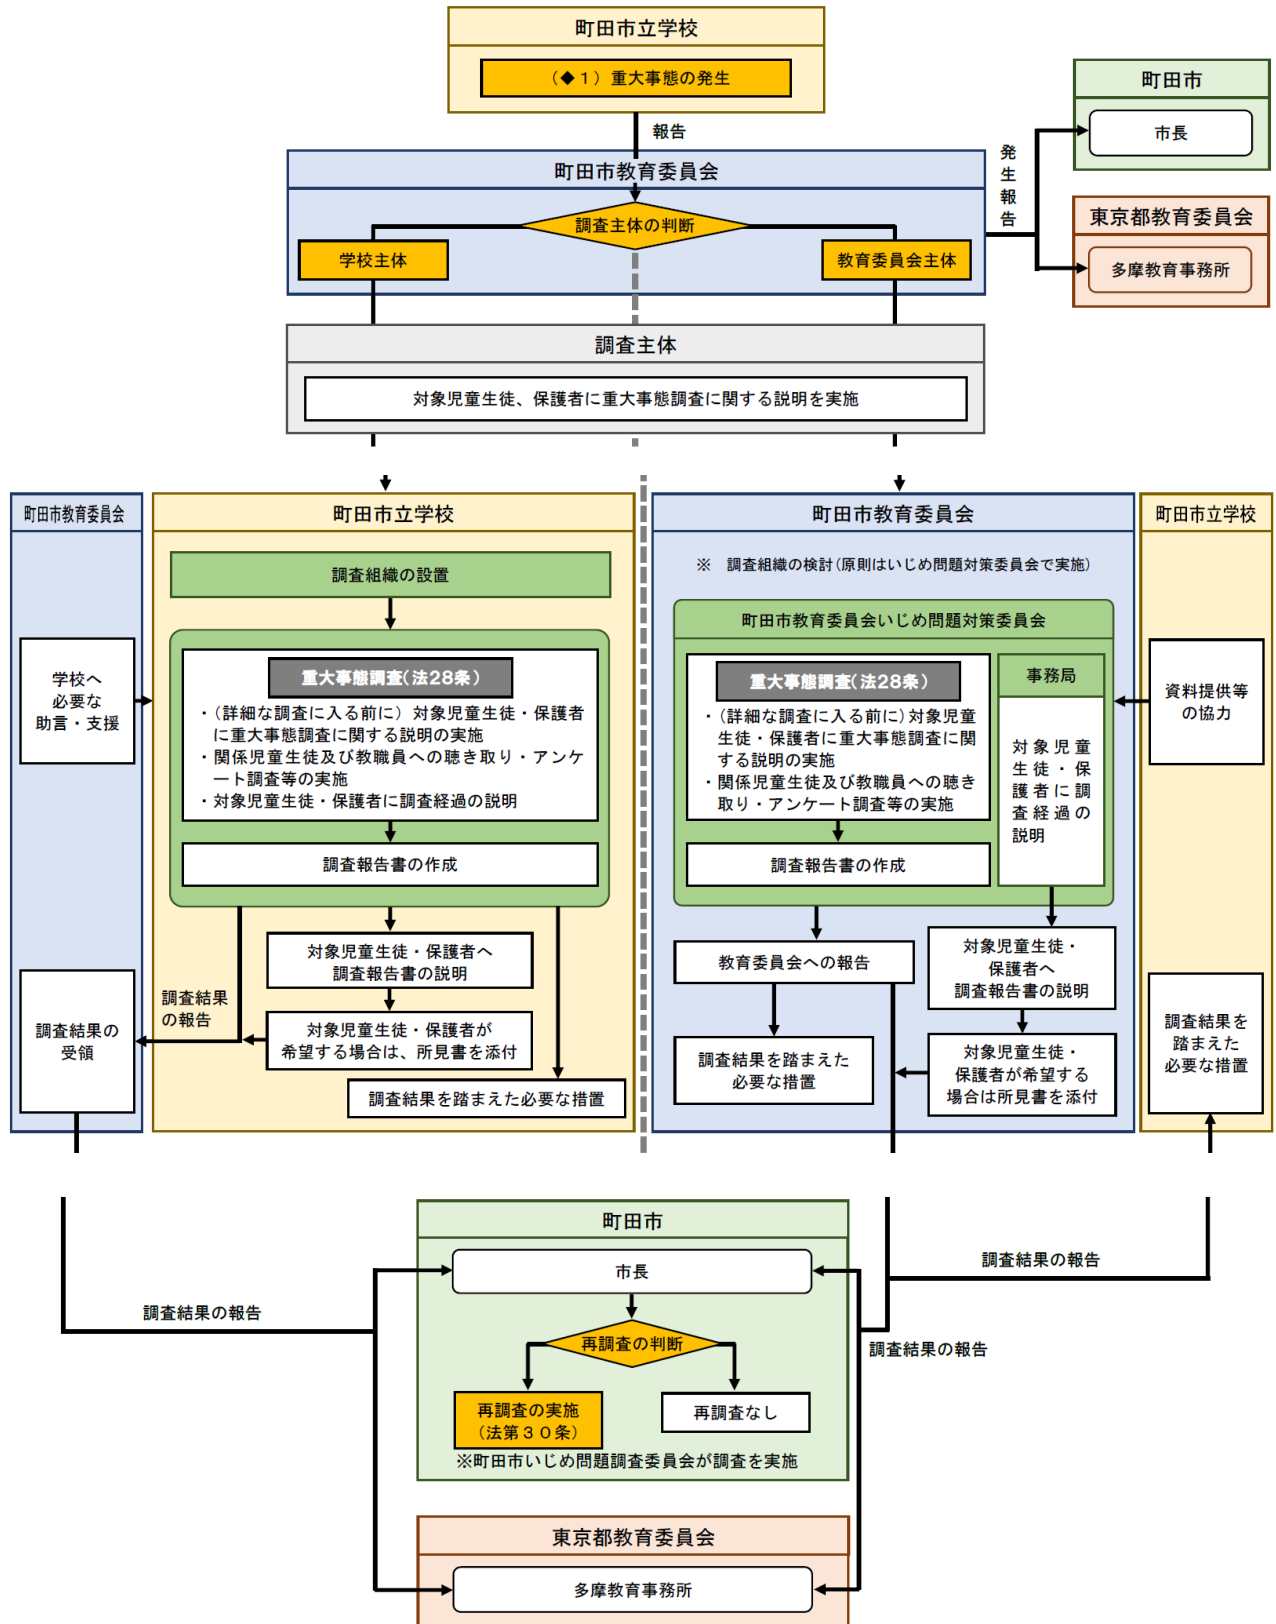 町田市立学校
（◆１）重大事態の発生
報告
町田市教育委員会
調査主体の判断
学校主体
教育委員会主体
発生報告
町田市
市長
東京都教育委員会
多摩教育事務所
調査主体
対象児童生徒、保護者に重大事態調査に関する説明を実施
町田市教育委員会
学校へ
必要な
助言・支援
調査結果の
受領
町田市立学校
調査組織の設置
重大事態調査（法28条）
・（詳細な調査に入る前に）対象児童生徒・保護者
に重大事態調査に関する説明の実施
・関係児童生徒及び教職員への聴き取り・アンケ
ート調査等の実施
・対象児童生徒・保護者に調査経過の説明
調査報告書の作成
対象児童生徒・保護者へ
調査報告書の説明
調査結果
の報告
対象児童生徒・保護者が
希望する場合は、所見書を添付
調査結果を踏まえた必要な措置
町田市教育委員会
※　調査組織の検討（原則はいじめ問題対策委員会で実施）
町田市教育委員会いじめ問題対策委員会
重大事態調査（法28条）
・（詳細な調査に入る前に）対象児童
生徒・保護者に重大事態調査に関
する説明の実施
・関係児童生徒及び教職員への聴き
取り・アンケート調査等の実施
調査報告書の作成
事務局
対象児童
生徒・保
護者に調
査経過の
説明
教育委員会への報告
調査結果を踏まえた
必要な措置
対象児童生徒・
保護者へ
調査報告書の説明
対象児童生徒・
保護者が希望する
場合は所見書を添付
町田市立学校
資料提供等
の協力
調査結果を
踏まえた
必要な措置
調査結果の報告
町田市
市長
再調査の判断
再調査の実施
（法第３０条）
再調査なし
※町田市いじめ問題調査委員会が調査を実施
調査結果の報告
調査結果の報告
東京都教育委員会
多摩教育事務所